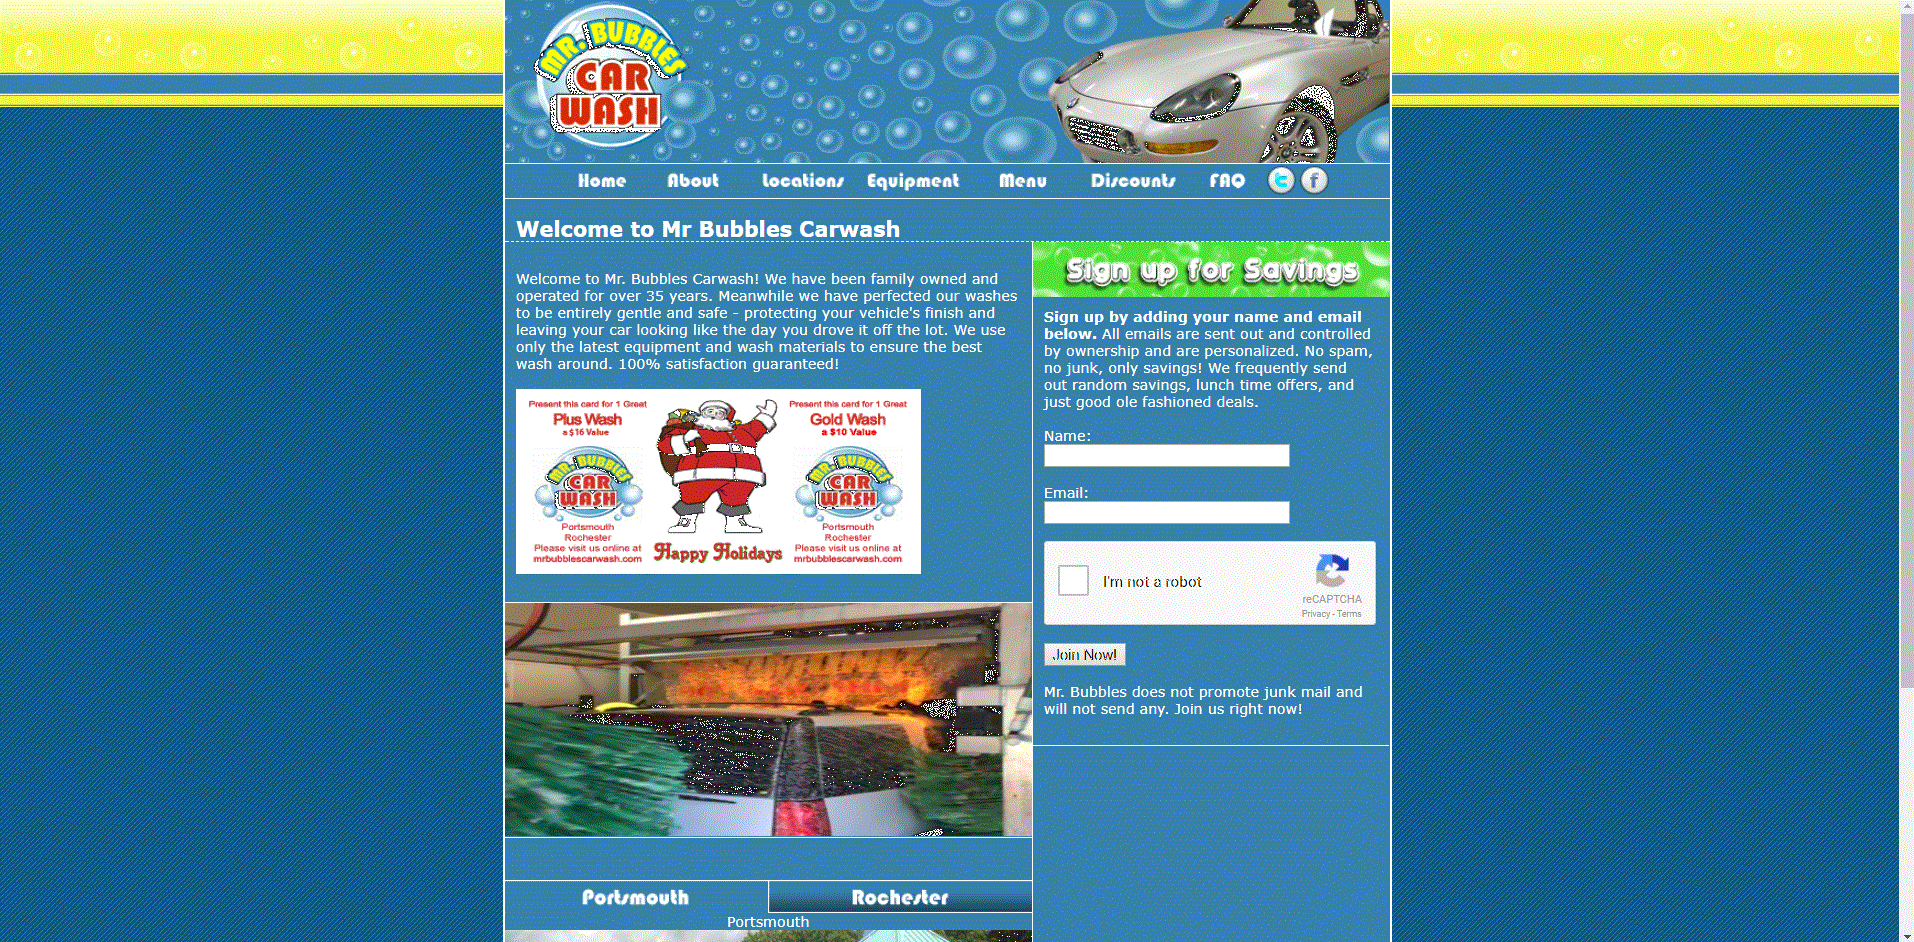 MR. BUBBLES
CAR
WASH
Home About Locations Equipment Menu Discounts FAQ
Welcome to Mr Bubbles Carwash
Welcome to Mr. Bubbles Carwash! We have been family owned and
operated for over 35 years. Meanwhile we have perfected our washes
to be entirely gentle and safe - protecting your vehicle's finish and
leaving your car looking like the day you drove it off the lot. We use
only the latest equipment and wash materials to ensure the best
wash around. 100% satisfaction guaranteed!
Present this card for 1 Great
Plus Wash
a $16 Value
MR. BUBBLES
CAR
WASH
Portsmouth
Rochester
Please visit us online at
mrbubblescarwash.com
Happy Holidays
Present this card for 1 Great
Gold Wash
a $10 Value
MR. BUBBLES
CAR
WASH
Portsmouth
Rochester
Please visit us online at
mrbubblescarwash.com
Portsmouth Rochester
Portsmouth
Sign up for Savings
Sign up by adding your name and email
below. All emails are sent out and controlled
by ownership and are personalized. No spam,
no junk, only savings! We frequently send
out random savings, lunch time offers, and
just good ole fashioned deals.
Name:
Email:
I'm not a robot
reCAPTCHA
Privacy - Terms
Join Now!
Mr. Bubbles does not promote junk mail and
will not send any. Join us right now!